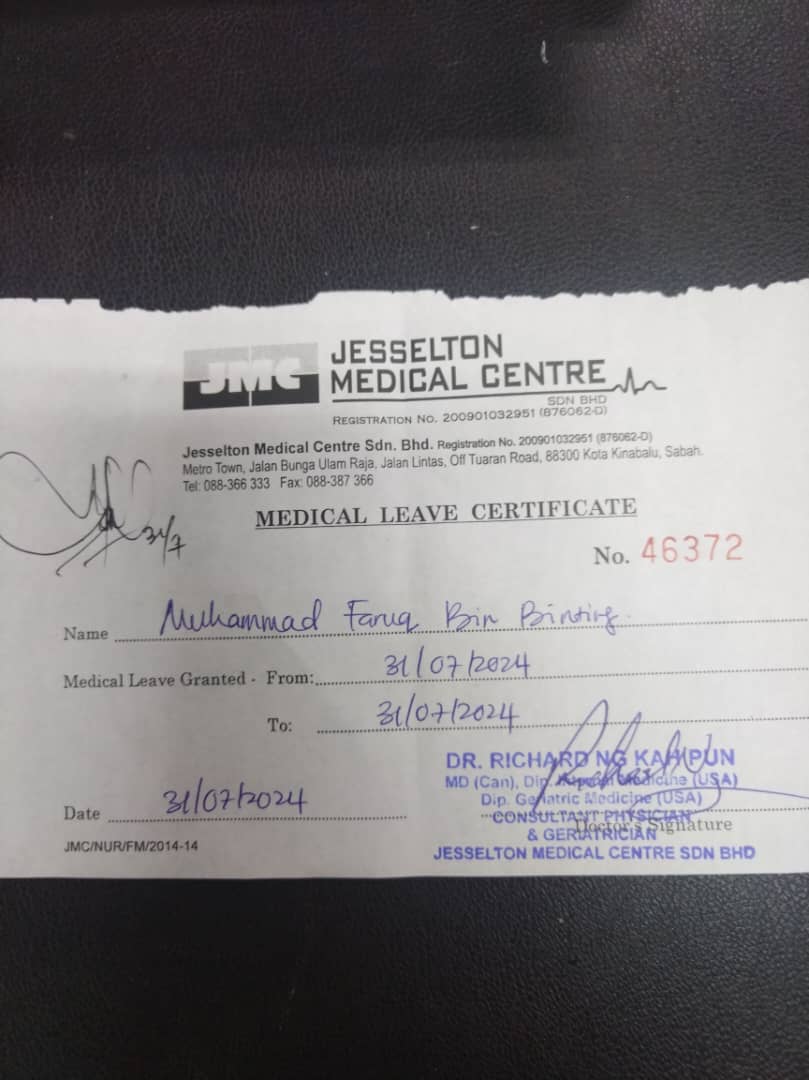 JMC
JESSELTON
MEDICAL CENTRE
SDN BHD
REGISTRATION NO. 200901032951 (876062-D)
Jesselton Medical Centre Sdn. Bhd. Registration No. 200901032951 (876062-D)
Metro Town, Jalan Bunga Ulam Raja, Jalan Lintas, Off Tuaran Road, 88300 Kota Kinabalu, Sabah.
Tel: 088-366 333 Fax: 088-387 366
MEDICAL LEAVE CERTIFICATE
31/7
No. 46372
Name Muhammad Faruq Bin Binting
Medical Leave Granted - From: 31/07/2024
To: 31/07/2024
DR. RICHARD NG KAH PUN
MD (Can), Dip. Medicine (USA)
Dip. Geriatric Medicine (USA)
CONSULTANT PHYSICIAN
Doctor's Signature
& GERIATRICIAN
JESSELTON MEDICAL CENTRE SDN BHD
Date 31/07/2024
JMC/NUR/FM/2014-14